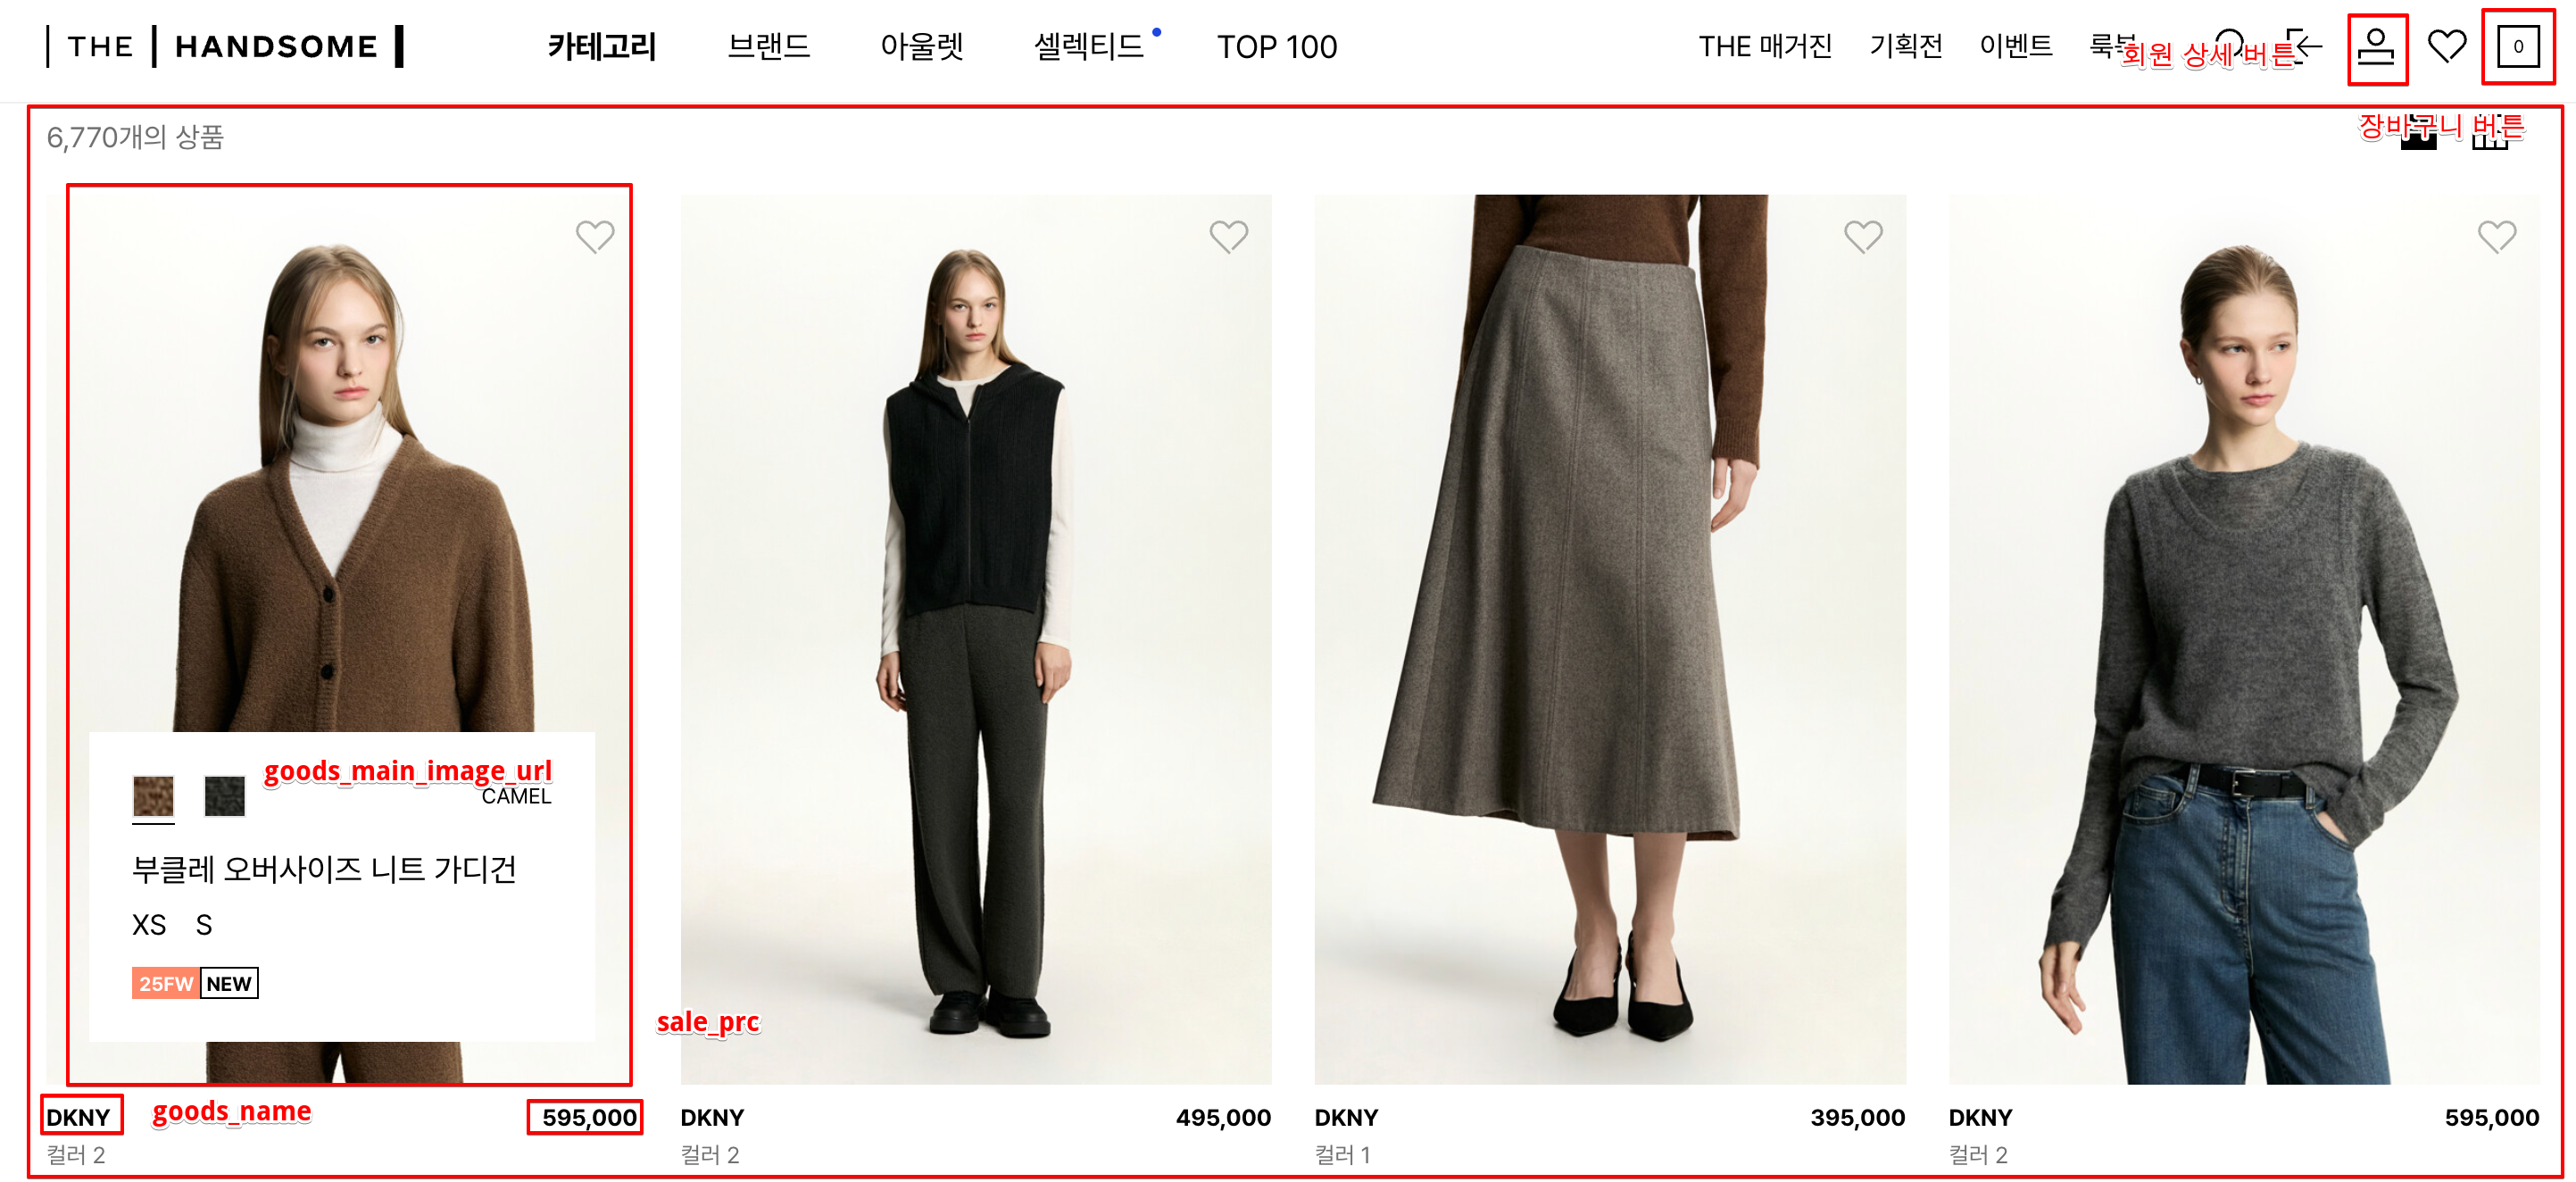 THE HANDSOME
카테고리 브랜드 아울렛 셀렉티드 TOP 100
THE 매거진 기획전 이벤트 룩북
회원 상세 버튼
0
6,770개의 상품
장바구니 버튼
goods_main_image_url
CAMEL
부클레 오버사이즈 니트 가디건
XS S
25FW NEW
sale_prc
DKNY goods_name 595,000
컬러 2
DKNY 495,000
컬러 2
DKNY 395,000
컬러 1
DKNY 595,000
컬러 2